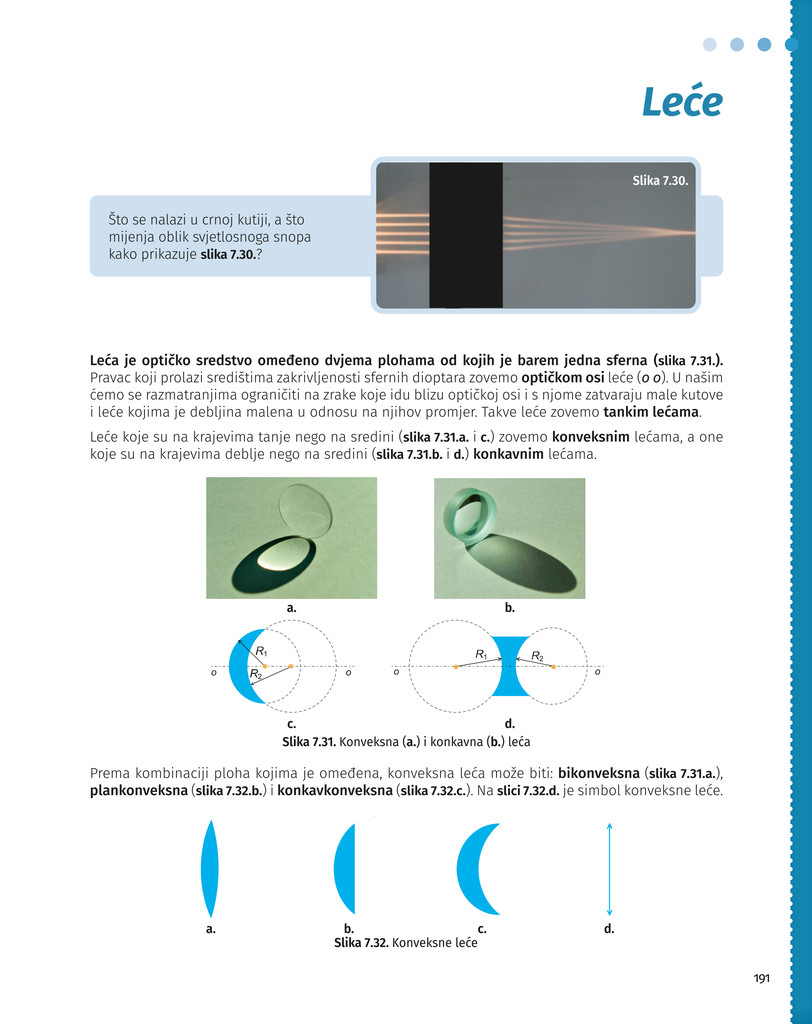 Leće
Slika 7.30.
Što se nalazi u crnoj kutiji, a što
mijenja oblik svjetlosnoga snopa
kako prikazuje slika 7.30.?
Leća je optičko sredstvo omeđeno dvjema plohama od kojih je barem jedna sferna (slika 7.31.).
Pravac koji prolazi središtima zakrivljenosti sfernih dioptara zovemo optičkom osi leće (o o). U našim
ćemo se razmatranjima ograničiti na zrake koje idu blizu optičkoj osi i s njome zatvaraju male kutove
i leće kojima je debljina malena u odnosu na njihov promjer. Takve leće zovemo tankim lećama.
Leće koje su na krajevima tanje nego na sredini (slika 7.31.a. i c.) zovemo konveksnim lećama, a one
koje su na krajevima deblje nego na sredini (slika 7.31.b. i d.) konkavnim lećama.
a. b.
R1 R2 o o
R1 R2 o o
c. d.
Slika 7.31. Konveksna (a.) i konkavna (b.) leća
Prema kombinaciji ploha kojima je omeđena, konveksna leća može biti: bikonveksna (slika 7.31.a.),
plankonveksna (slika 7.32.b.) i konkavkonveksna (slika 7.32.c.). Na slici 7.32.d. je simbol konveksne leće.
a. b. c. d.
Slika 7.32. Konveksne leće
191